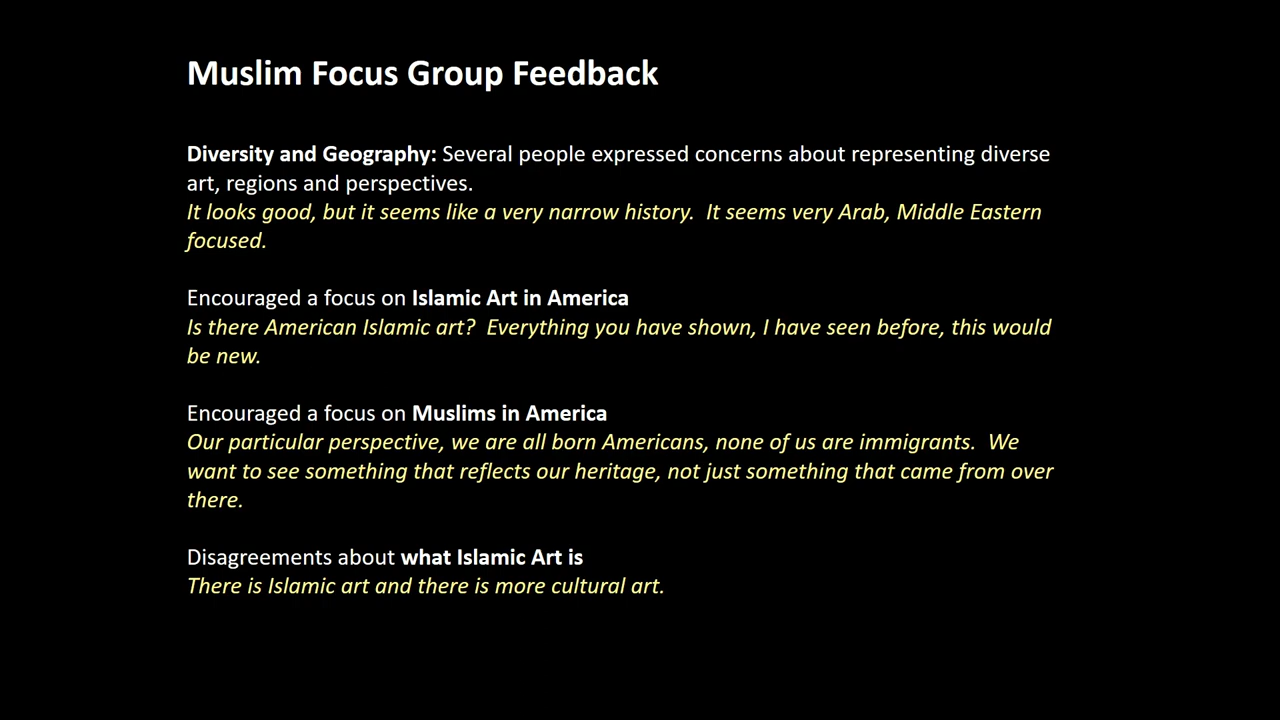 Muslim Focus Group Feedback
Diversity and Geography: Several people expressed concerns about representing diverse
art, regions and perspectives.
It looks good, but it seems like a very narrow history.  It seems very Arab, Middle Eastern
focused.
Encouraged a focus on Islamic Art in America
Is there American Islamic art?  Everything you have shown, I have seen before, this would
be new.
Encouraged a focus on Muslims in America
Our particular perspective, we are all born Americans, none of us are immigrants.  We
want to see something that reflects our heritage, not just something that came from over
there.
Disagreements about what Islamic Art is
There is Islamic art and there is more cultural art.